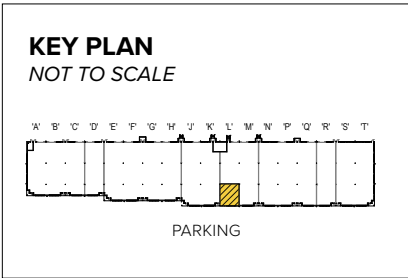 KEY PLAN
NOT TO SCALE
'A' 'B' 'C' 'D' 'E' 'F' 'G' 'H' 'J' 'K' 'L' 'M' 'N' 'P' 'Q' 'R' 'S' 'T'
PARKING